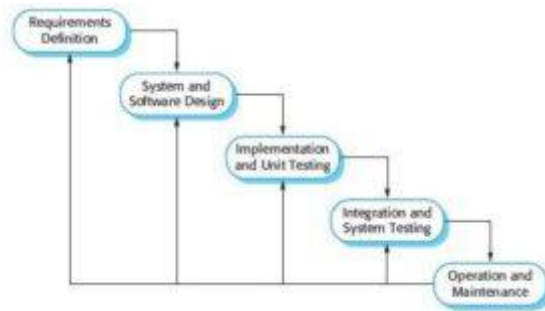 Requirements
Definition
System and
Software Design
Implementation
and Unit Testing
Integration and
System Testing
Operation and
Maintenance